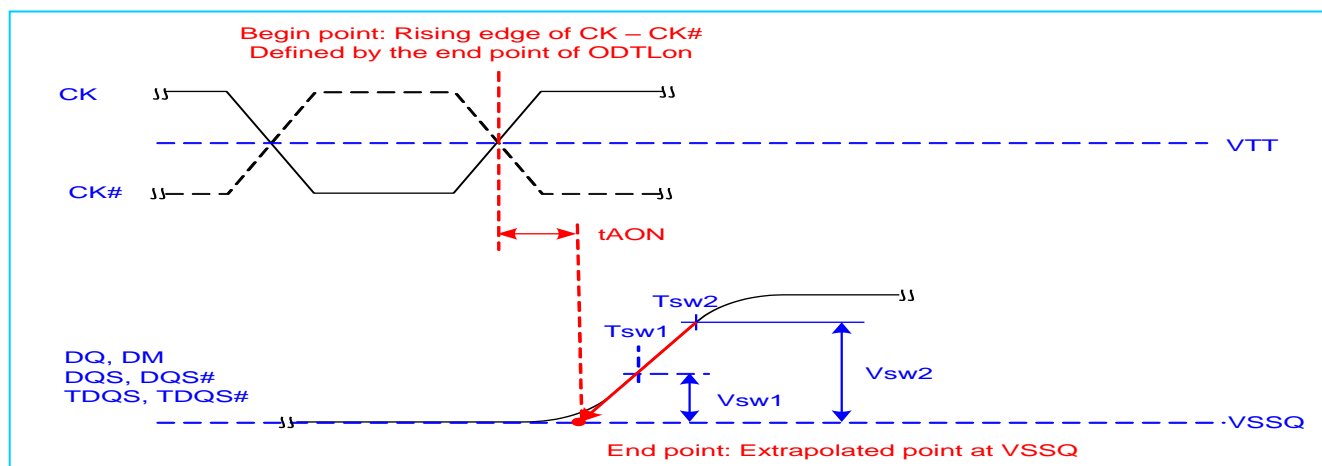 Begin point: Rising edge of CK – CK#
Defined by the end point of ODTLon
CK
VTT
CK#
tAON
Tsw2
Tsw1
DQ, DM
DQS, DQS#
TDQS, TDQS#
Vsw2
Vsw1
VSSQ
End point: Extrapolated point at VSSQ